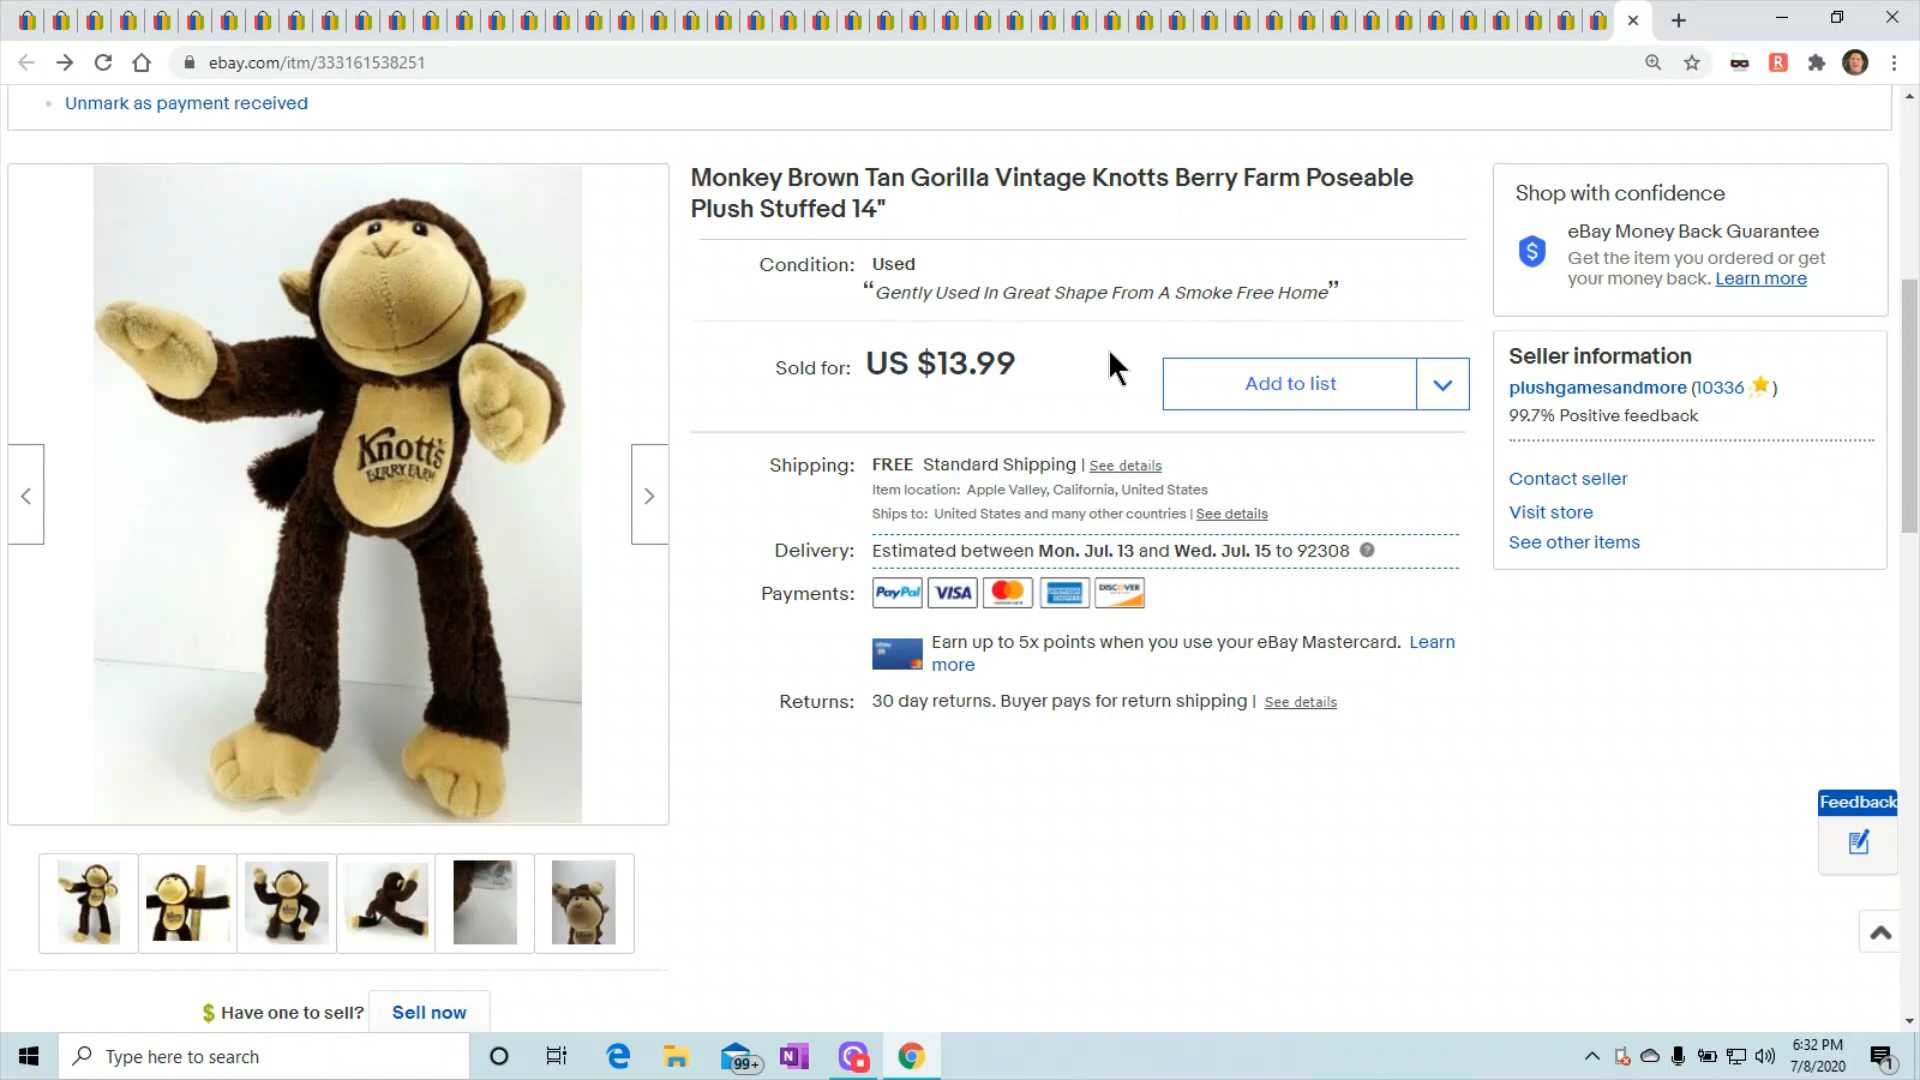 ebay.com/itm/333161538251
R
Unmark as payment received
Monkey Brown Tan Gorilla Vintage Knotts Berry Farm Poseable
Plush Stuffed 14"
Condition: Used
“Gently Used In Great Shape From A Smoke Free Home”
Sold for: US $13.99
Add to list
Shipping: FREE Standard Shipping | See details
Item location: Apple Valley, California, United States
Ships to: United States and many other countries | See details
Delivery: Estimated between Mon. Jul. 13 and Wed. Jul. 15 to 92308 ?
Payments: PayPal VISA mastercard AMERICAN EXPRESS DISCOVER
Earn up to 5x points when you use your eBay Mastercard. Learn
more
Returns: 30 day returns. Buyer pays for return shipping | See details
Shop with confidence
eBay Money Back Guarantee
$
Get the item you ordered or get
your money back. Learn more
Seller information
plushgamesandmore (10336 )
99.7% Positive feedback
Contact seller
Visit store
See other items
Knott's
BERRY FARM
Feedback
$ Have one to sell? Sell now
Type here to search
99+
N
6:32 PM
7/8/2020
1